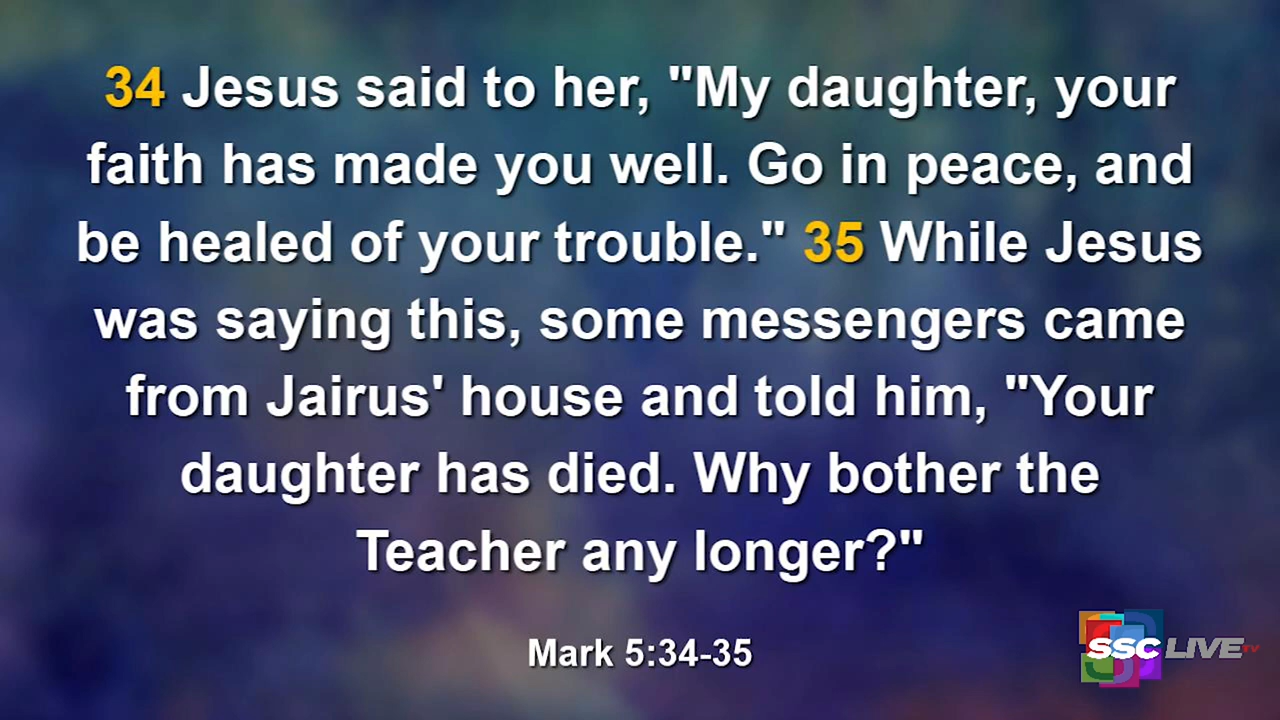 34 Jesus said to her, "My daughter, your
faith has made you well. Go in peace, and
be healed of your trouble." 35 While Jesus
was saying this, some messengers came
from Jairus' house and told him, "Your
daughter has died. Why bother the
Teacher any longer?"
Mark 5:34-35
SSC LIVE TV